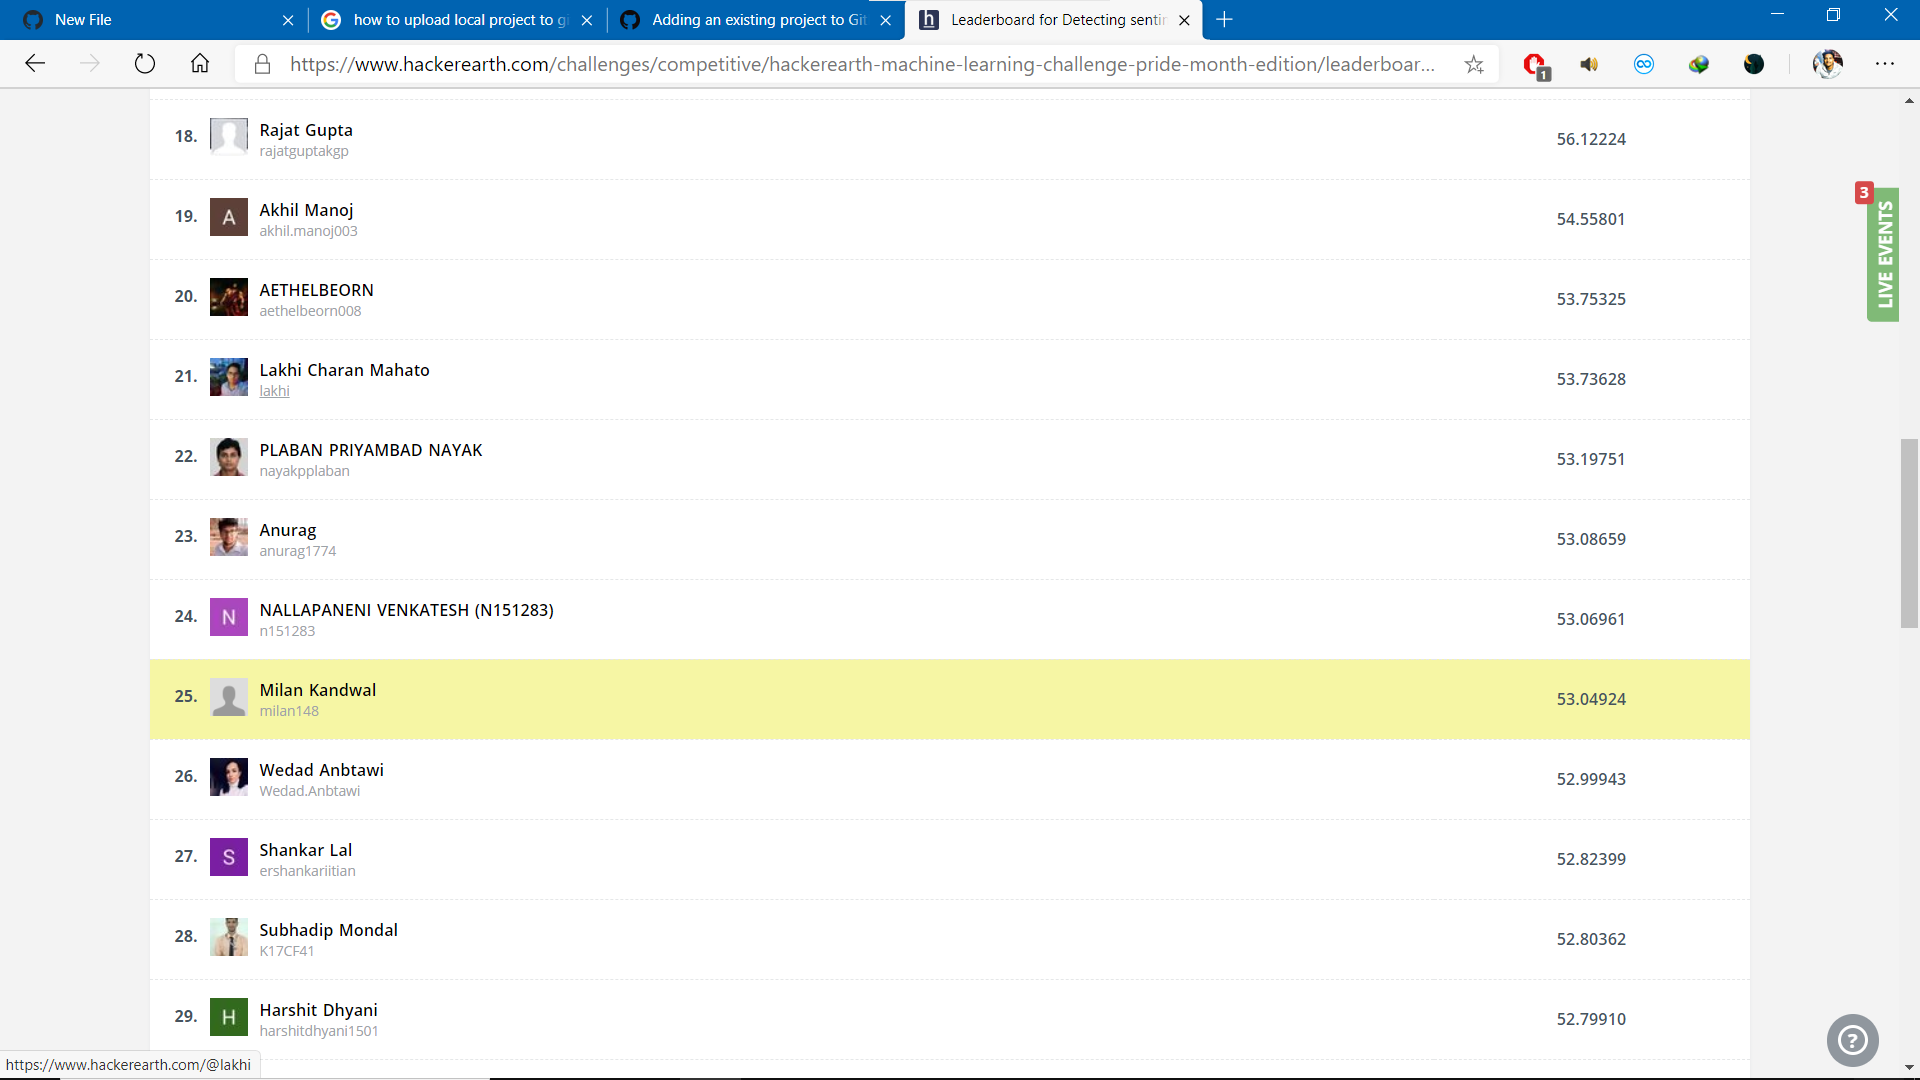 New File
how to upload local project to gi
Adding an existing project to Git
Leaderboard for Detecting senti
https://www.hackerearth.com/challenges/competitive/hackerearth-machine-learning-challenge-pride-month-edition/leaderboar...
1
18. Rajat Gupta 56.12224
rajatguptakgp
19. A Akhil Manoj 54.55801
akhil.manoj003
20. AETHELBEORN 53.75325
aethelbeorn008
21. Lakhi Charan Mahato 53.73628
lakhi
22. PLABAN PRIYAMBAD NAYAK 53.19751
nayakpplaban
23. Anurag 53.08659
anurag1774
24. N NALLAPANENI VENKATESH (N151283) 53.06961
n151283
25. Milan Kandwal 53.04924
milan148
26. Wedad Anbtawi 52.99943
Wedad.Anbtawi
27. S Shankar Lal 52.82399
ershankariitian
28. Subhadip Mondal 52.80362
K17CF41
29. H Harshit Dhyani 52.79910
harshitdhyani1501
3
LIVE EVENTS
?
https://www.hackerearth.com/@lakhi